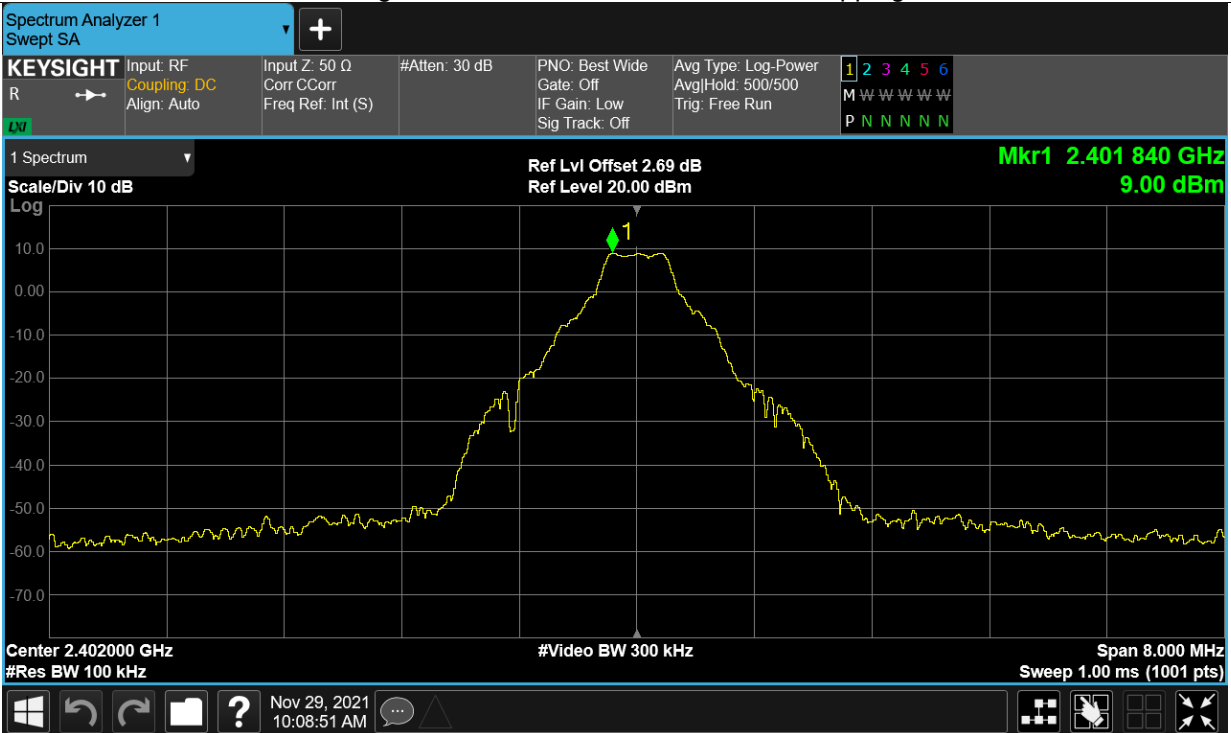 Spectrum Analyzer 1
Swept SA
+
KEYSIGHT
R
LXI
Input: RF
Coupling: DC
Align: Auto
Input Z: 50 Ω
Corr CCorr
Freq Ref: Int (S)
#Atten: 30 dB
PNO: Best Wide
Gate: Off
IF Gain: Low
Sig Track: Off
Avg Type: Log-Power
Avg|Hold: 500/500
Trig: Free Run
1 2 3 4 5 6
M W W W W W
P N N N N N
1 Spectrum
Scale/Div 10 dB
Ref Lvl Offset 2.69 dB
Ref Level 20.00 dBm
Mkr1 2.401 840 GHz
9.00 dBm
Log
1
10.0
0.00
-10.0
-20.0
-30.0
-40.0
-50.0
-60.0
-70.0
Center 2.402000 GHz
#Res BW 100 kHz
#Video BW 300 kHz
Span 8.000 MHz
Sweep 1.00 ms (1001 pts)
?
Nov 29, 2021
10:08:51 AM